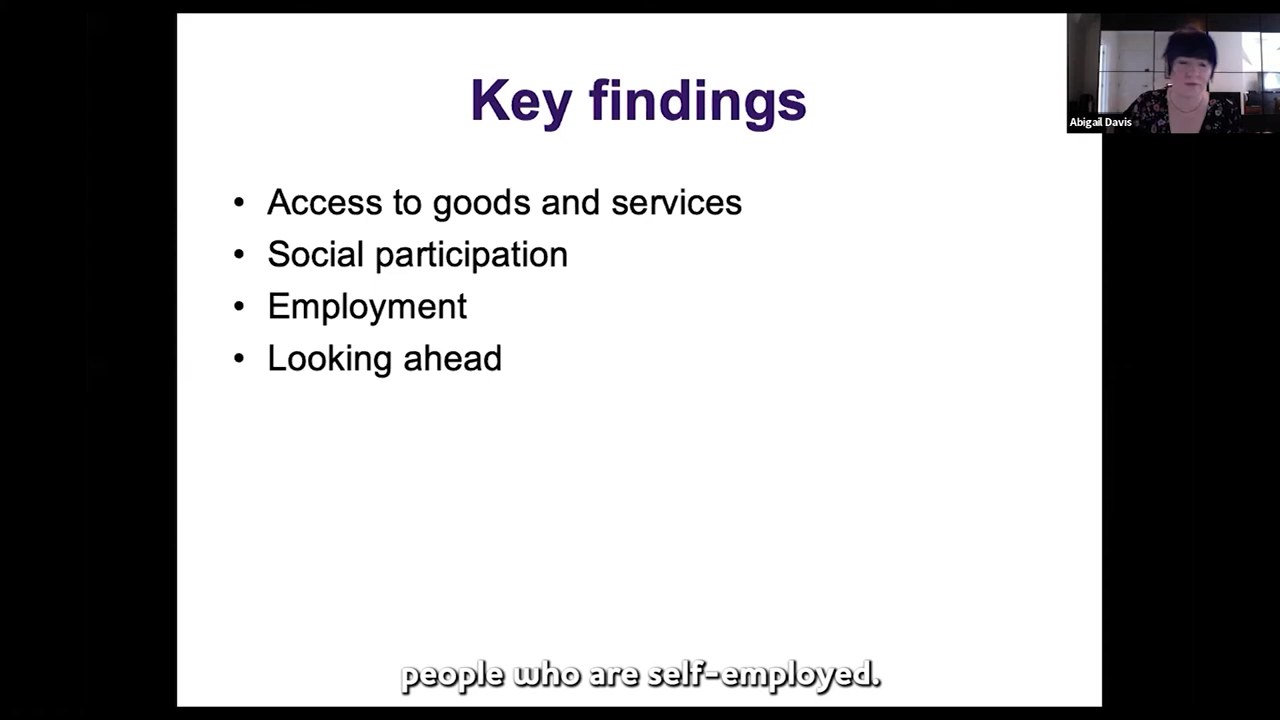 Key findings
Abigail Davis
• Access to goods and services
• Social participation
• Employment
• Looking ahead
people who are self-employed.